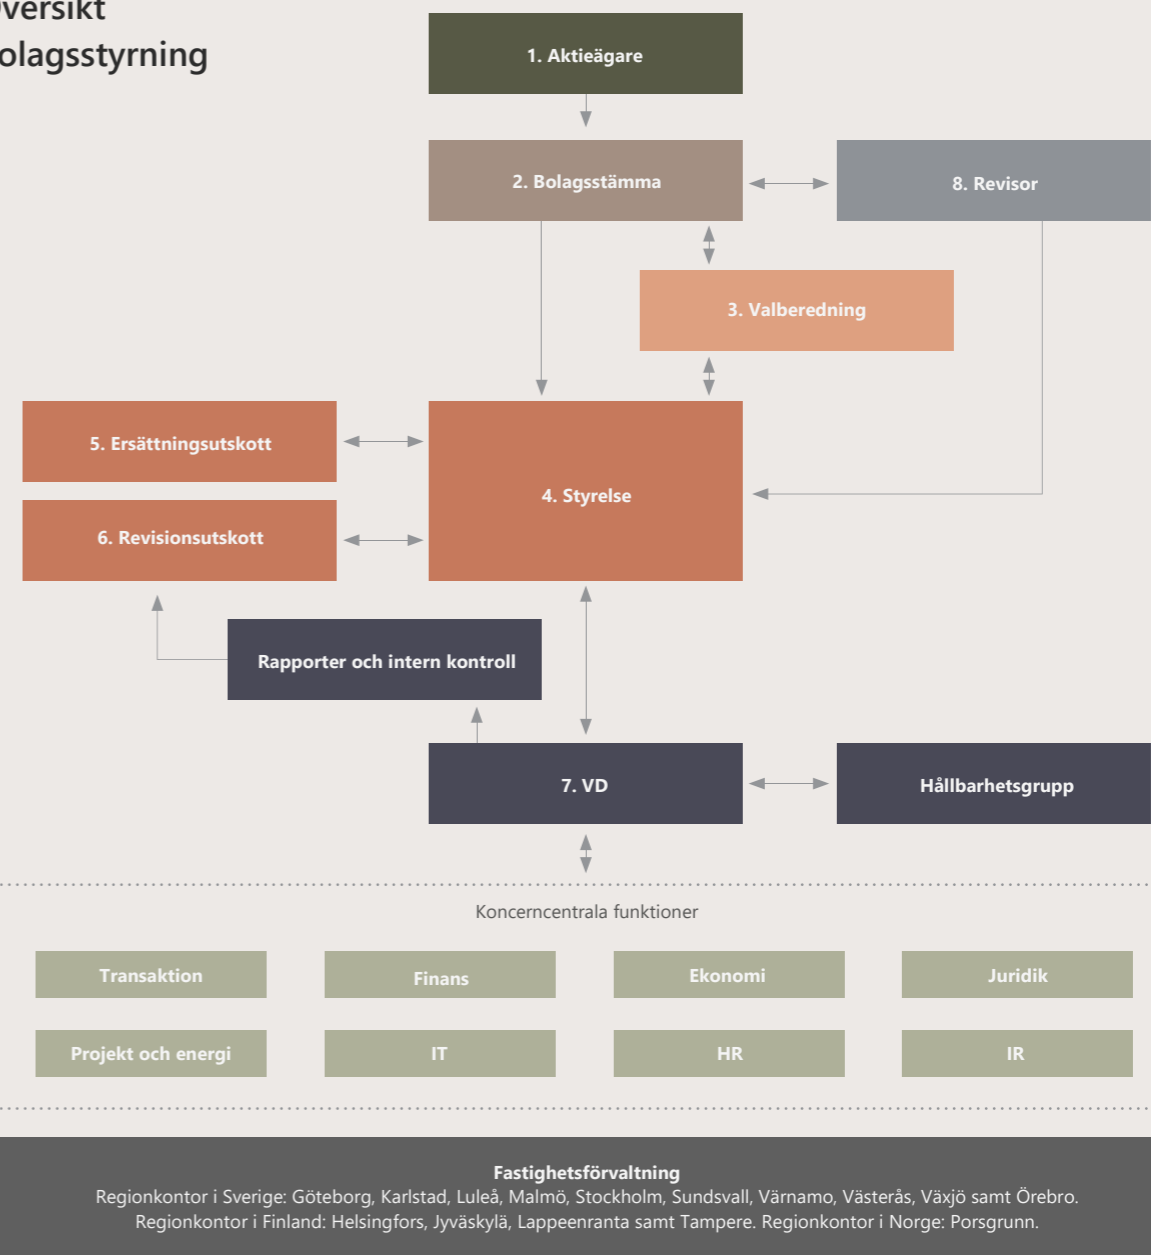 Översikt
olagsstyrning
1. Aktieägare
2. Bolagsstämma
8. Revisor
3. Valberedning
5. Ersättningsutskott
4. Styrelse
6. Revisionsutskott
Rapporter och intern kontroll
7. VD
Hållbarhetsgrupp
Koncerncentrala funktioner
Transaktion
Finans
Ekonomi
Juridik
Projekt och energi
IT
HR
IR
Fastighetsförvaltning
Regionkontor i Sverige: Göteborg, Karlstad, Luleå, Malmö, Stockholm, Sundsvall, Värnamo, Västerås, Växjö samt Örebro.
Regionkontor i Finland: Helsingfors, Jyväskylä, Lappeenranta samt Tampere. Regionkontor i Norge: Porsgrunn.